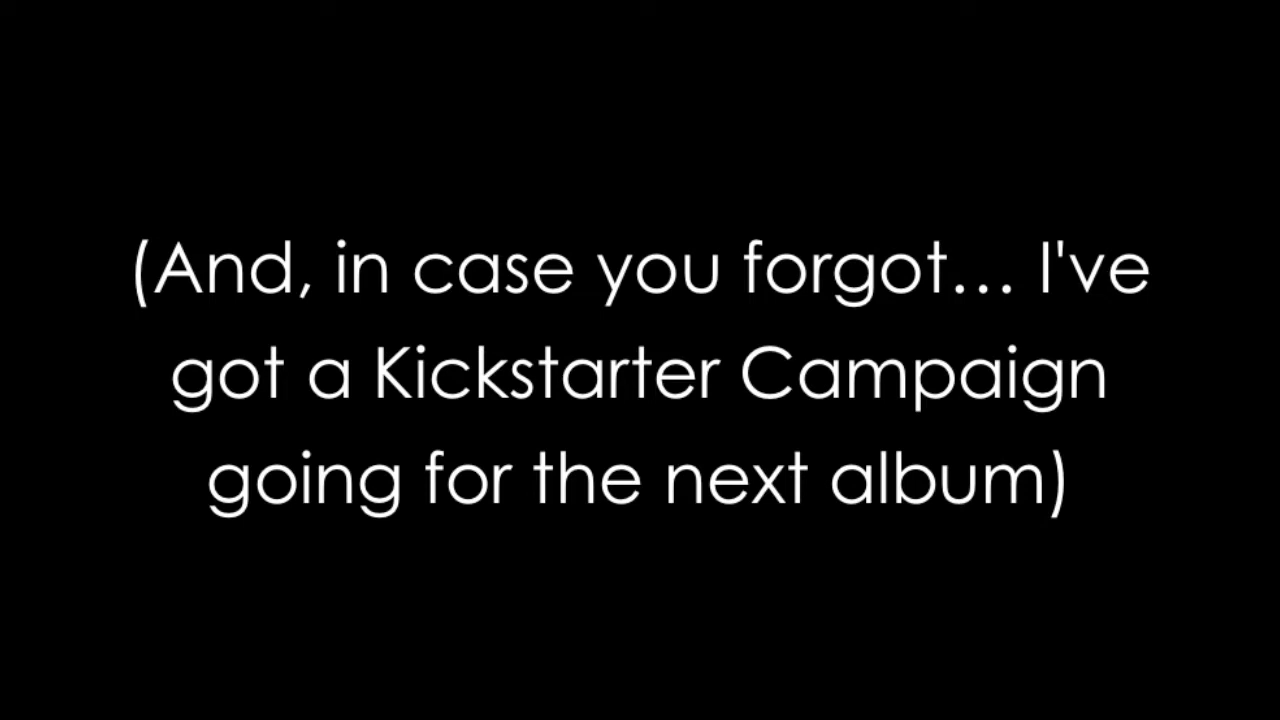 (And, in case you forgot… I've
got a Kickstarter Campaign
going for the next album)